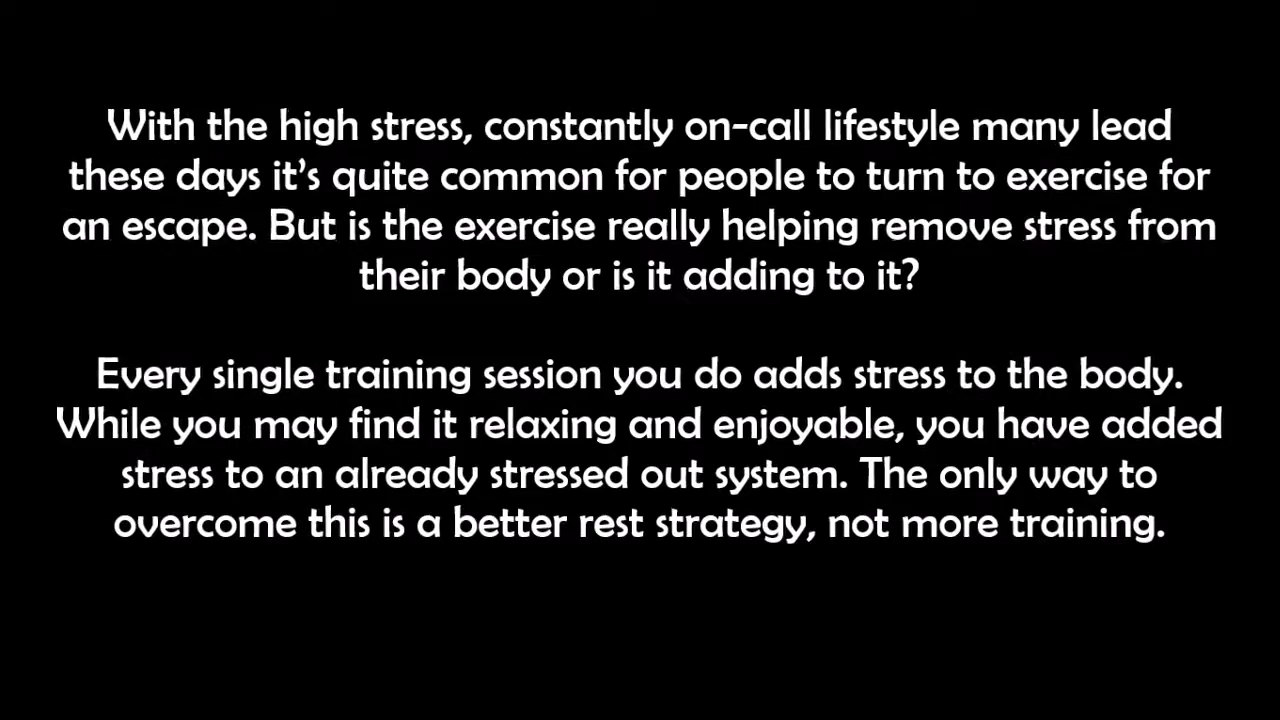 With the high stress, constantly on-call lifestyle many lead
these days it’s quite common for people to turn to exercise for
an escape. But is the exercise really helping remove stress from
their body or is it adding to it?
Every single training session you do adds stress to the body.
While you may find it relaxing and enjoyable, you have added
stress to an already stressed out system. The only way to
overcome this is a better rest strategy, not more training.